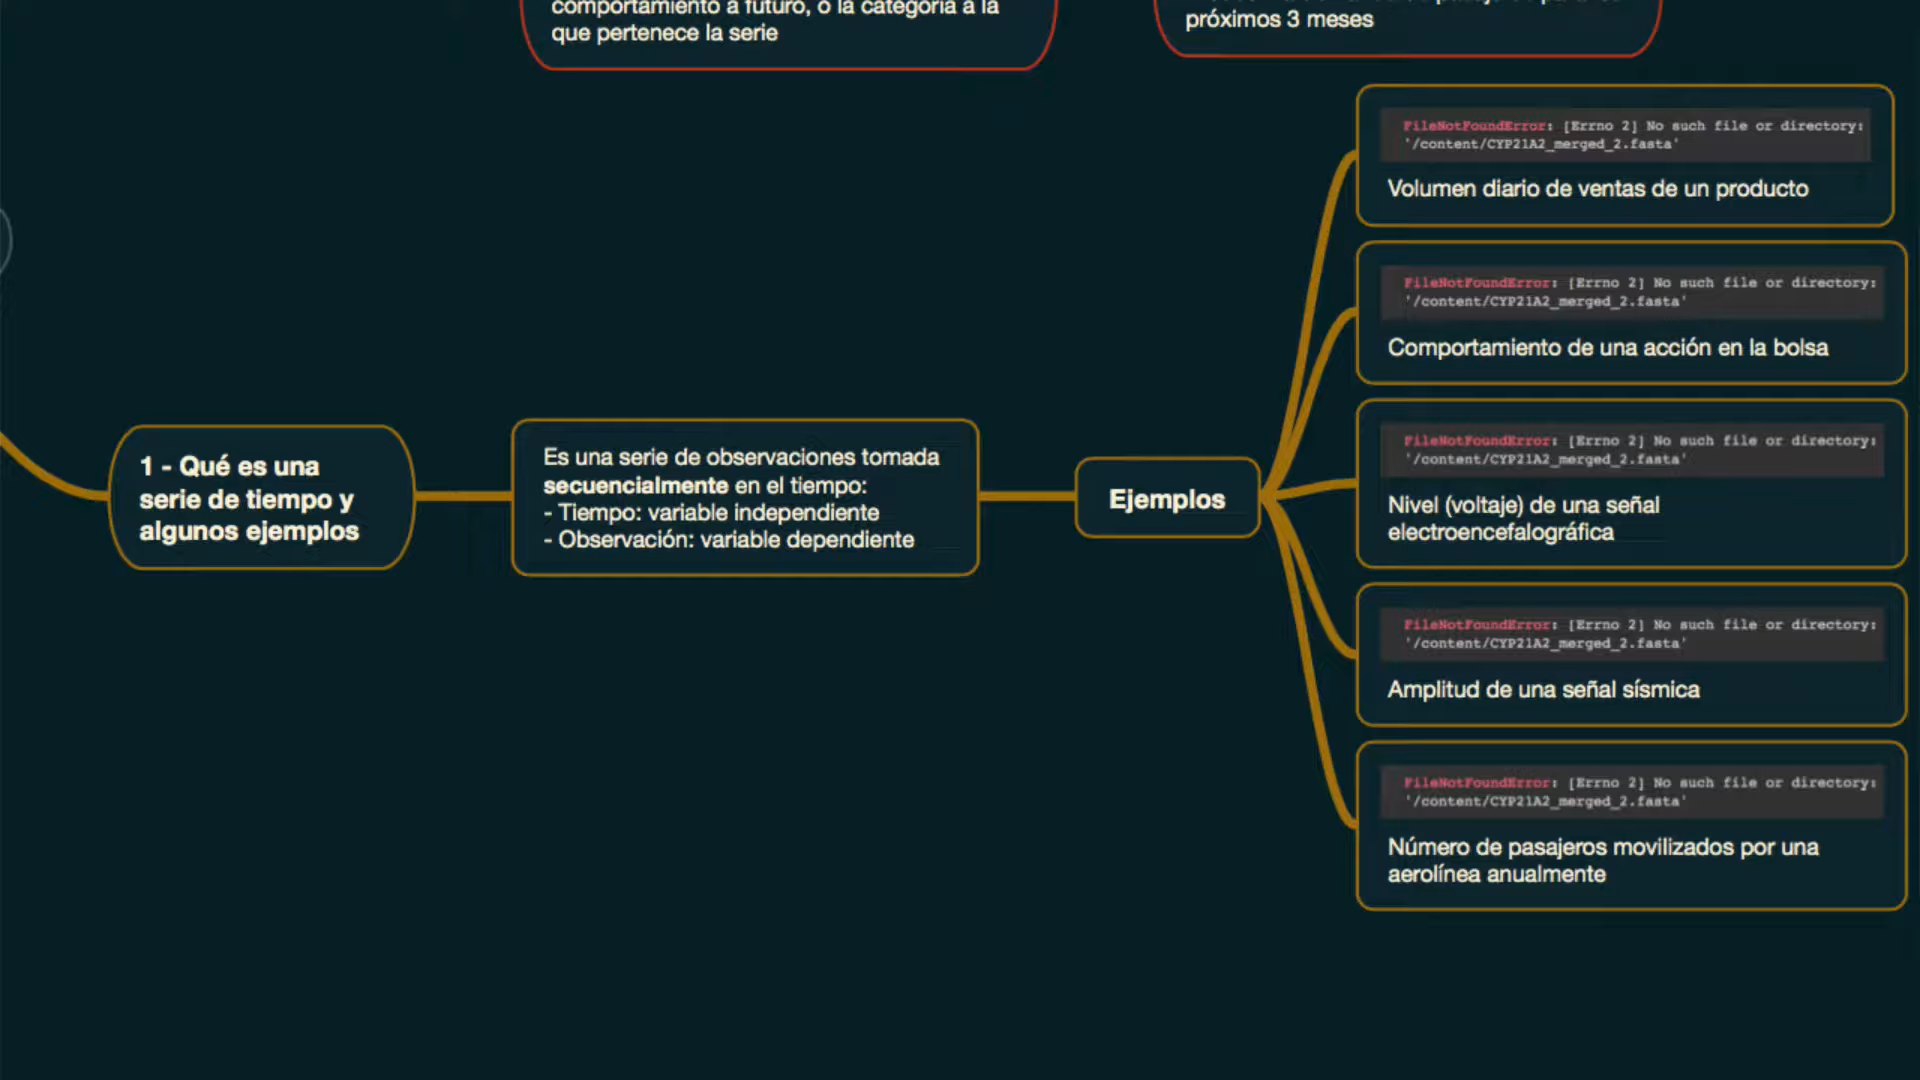 comportamiento a futuro, o la categoría a la
que pertenece la serie
próximos 3 meses
1 - Qué es una
serie de tiempo y
algunos ejemplos
Es una serie de observaciones tomada
secuencialmente en el tiempo:
- Tiempo: variable independiente
- Observación: variable dependiente
Ejemplos
FileNotFoundError: [Errno 2] No such file or directory:
'/content/CYP21A2_merged_2.fasta'
Volumen diario de ventas de un producto
FileNotFoundError: [Errno 2] No such file or directory:
'/content/CYP21A2_merged_2.fasta'
Comportamiento de una acción en la bolsa
FileNotFoundError: [Errno 2] No such file or directory:
'/content/CYP21A2_merged_2.fasta'
Nivel (voltaje) de una señal
electroencefalográfica
FileNotFoundError: [Errno 2] No such file or directory:
'/content/CYP21A2_merged_2.fasta'
Amplitud de una señal sísmica
FileNotFoundError: [Errno 2] No such file or directory:
'/content/CYP21A2_merged_2.fasta'
Número de pasajeros movilizados por una
aerolínea anualmente